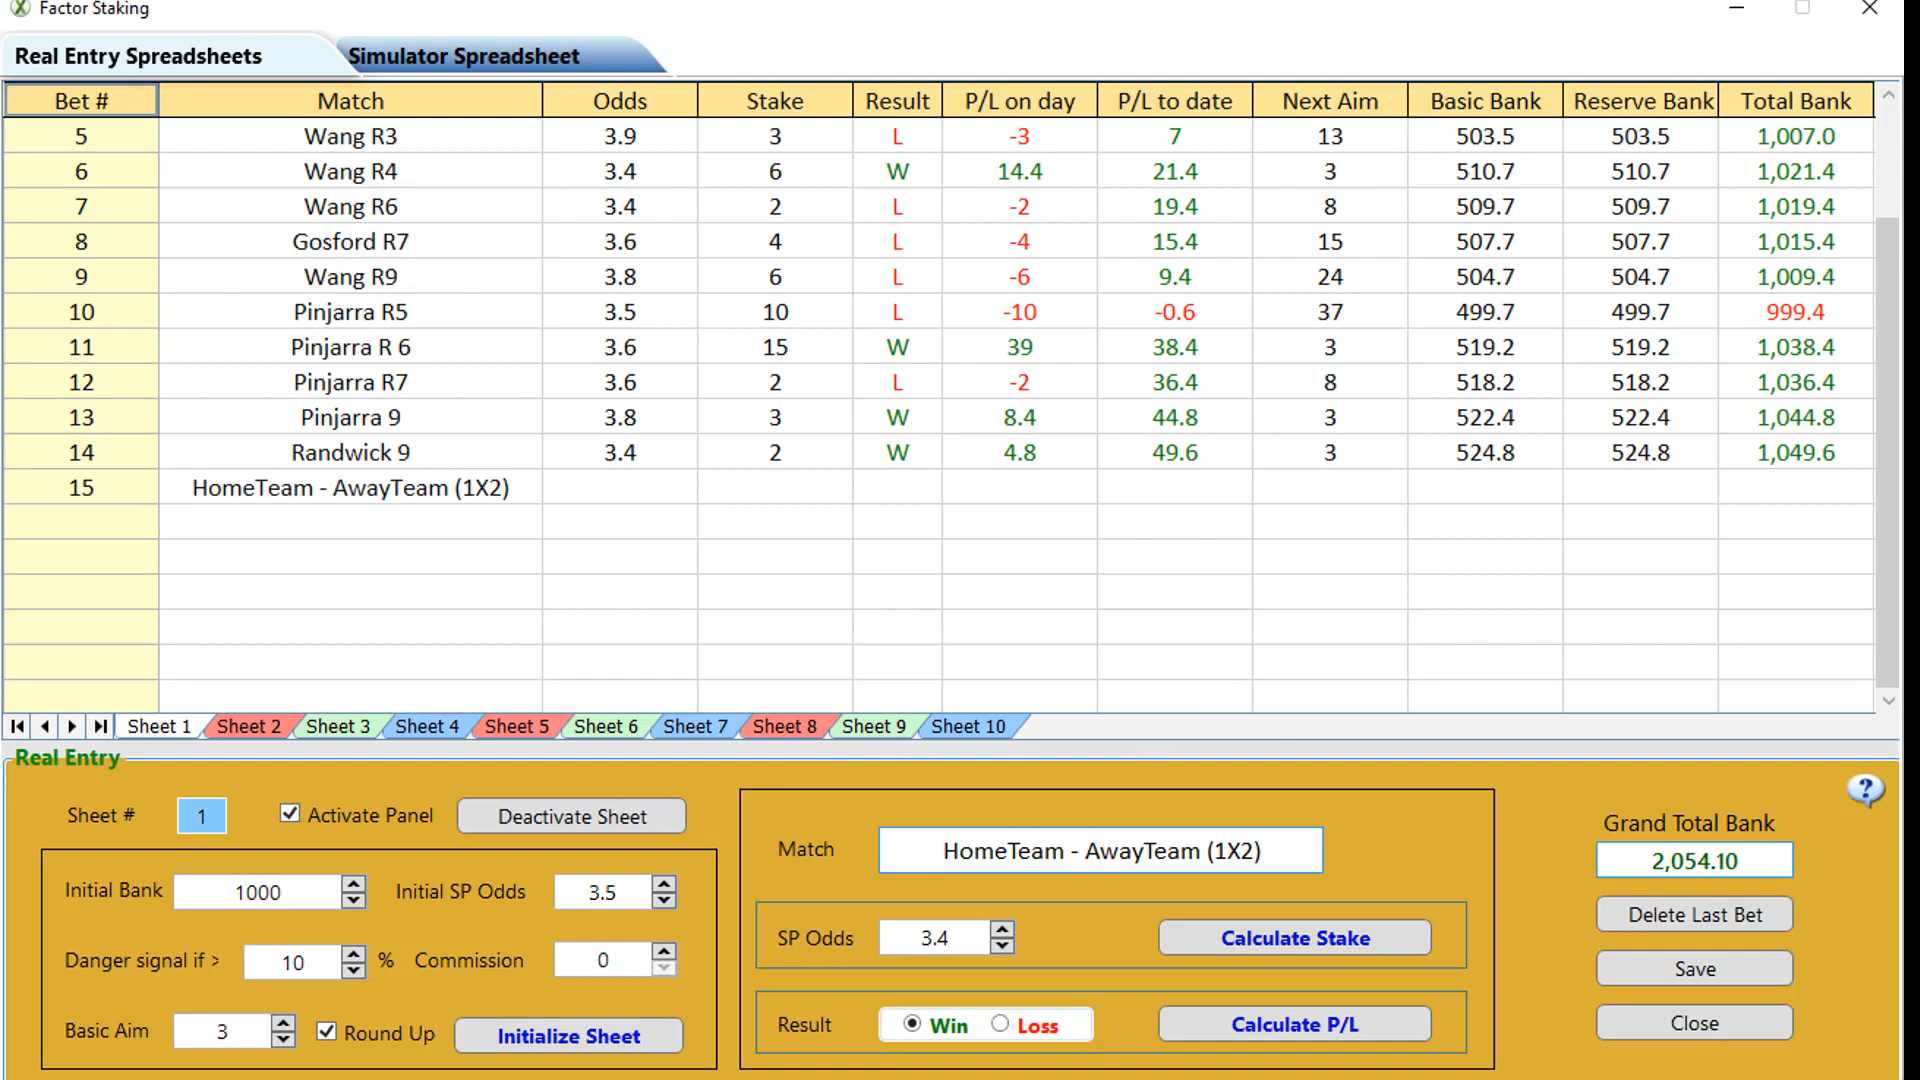 Factor Staking
Real Entry Spreadsheets Simulator Spreadsheet
Bet # Match Odds Stake Result P/L on day P/L to date Next Aim Basic Bank Reserve Bank Total Bank
5 Wang R3 3.9 3 L -3 7 13 503.5 503.5 1,007.0
6 Wang R4 3.4 6 W 14.4 21.4 3 510.7 510.7 1,021.4
7 Wang R6 3.4 2 L -2 19.4 8 509.7 509.7 1,019.4
8 Gosford R7 3.6 4 L -4 15.4 15 507.7 507.7 1,015.4
9 Wang R9 3.8 6 L -6 9.4 24 504.7 504.7 1,009.4
10 Pinjarra R5 3.5 10 L -10 -0.6 37 499.7 499.7 999.4
11 Pinjarra R 6 3.6 15 W 39 38.4 3 519.2 519.2 1,038.4
12 Pinjarra R7 3.6 2 L -2 36.4 8 518.2 518.2 1,036.4
13 Pinjarra 9 3.8 3 W 8.4 44.8 3 522.4 522.4 1,044.8
14 Randwick 9 3.4 2 W 4.8 49.6 3 524.8 524.8 1,049.6
15 HomeTeam - AwayTeam (1X2)
Sheet 1 Sheet 2 Sheet 3 Sheet 4 Sheet 5 Sheet 6 Sheet 7 Sheet 8 Sheet 9 Sheet 10
Real Entry
Sheet # 1 Activate Panel Deactivate Sheet
Initial Bank 1000 Initial SP Odds 3.5
Danger signal if > 10 % Commission 0
Basic Aim 3 Round Up Initialize Sheet
Match HomeTeam - AwayTeam (1X2)
SP Odds 3.4 Calculate Stake
Result Win Loss Calculate P/L
?
Grand Total Bank
2,054.10
Delete Last Bet
Save
Close